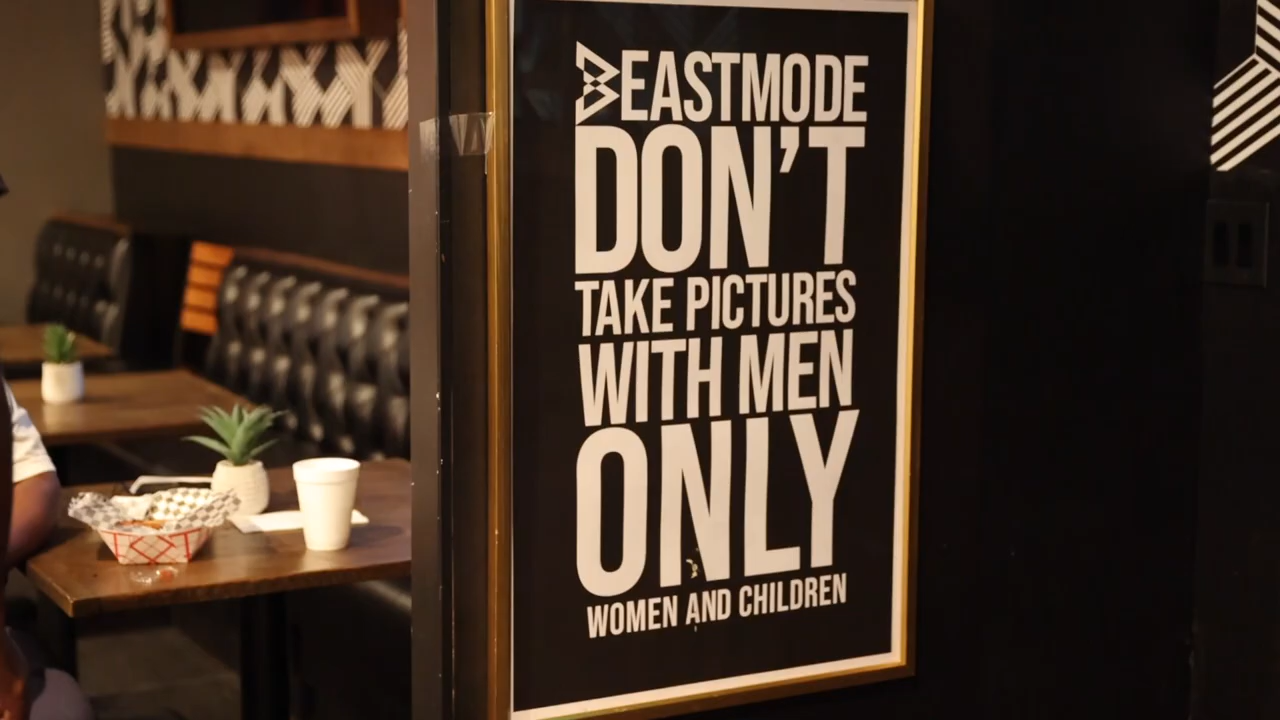 BEASTMODE
DON'T
TAKE PICTURES
WITH MEN
ONLY
WOMEN AND CHILDREN